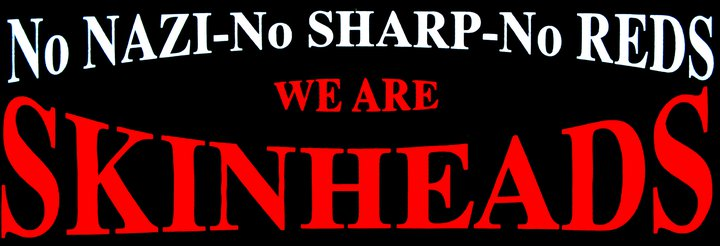 No NAZI-No SHARP-No REDS
WE ARE
SKINHEADS